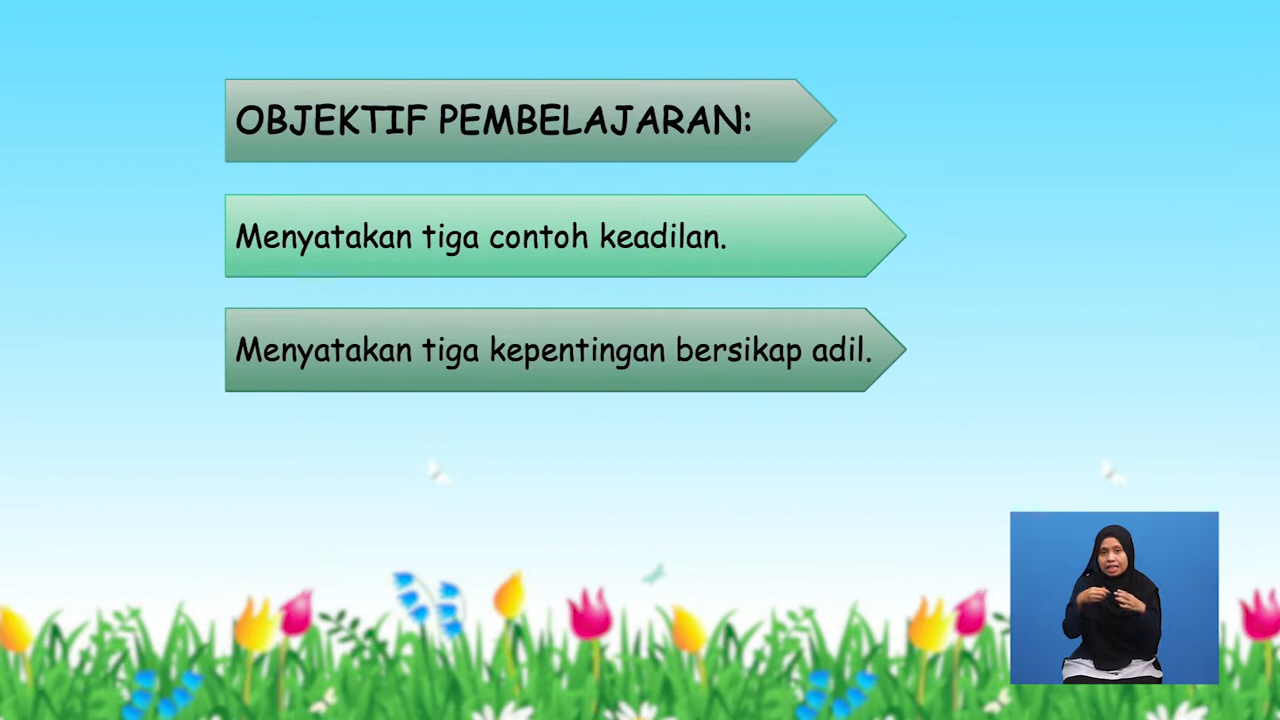 OBJEKTIF PEMBELAJARAN:
Menyatakan tiga contoh keadilan.
Menyatakan tiga kepentingan bersikap adil.